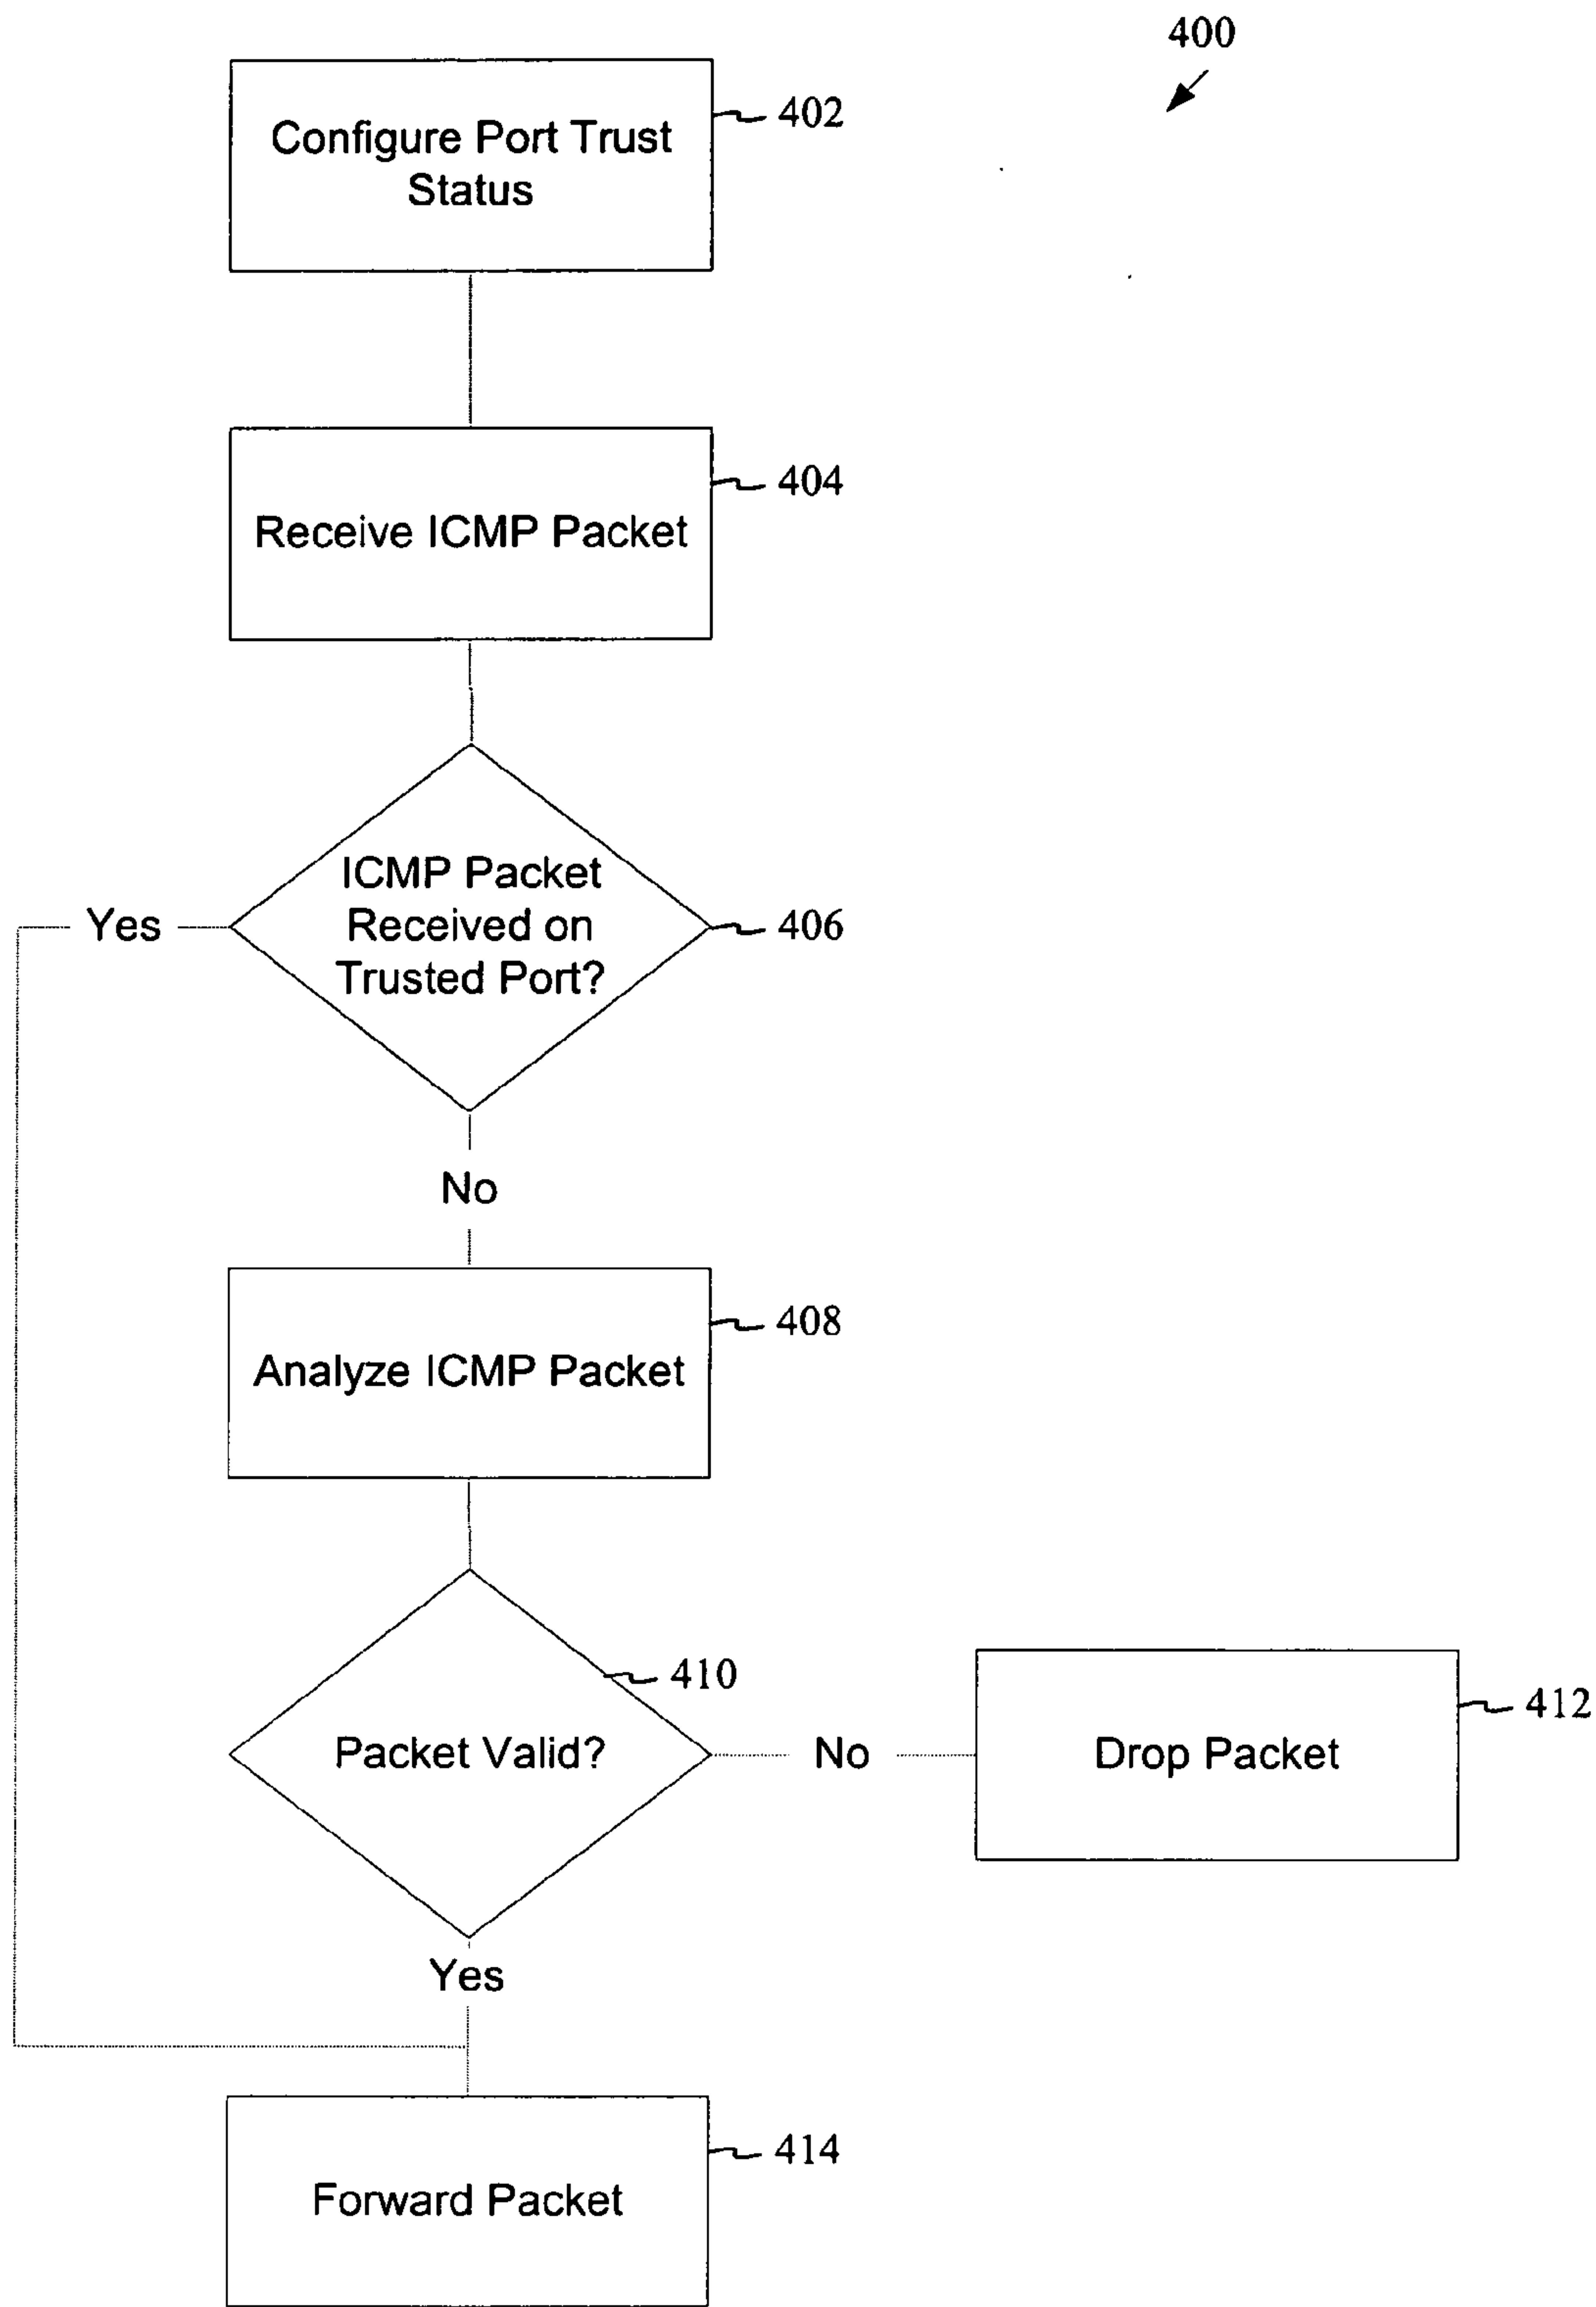 400
Configure Port Trust
Status
402
Receive ICMP Packet
404
ICMP Packet
Received on
Trusted Port?
406
Yes
No
Analyze ICMP Packet
408
Packet Valid?
410
No
Drop Packet
412
Yes
Forward Packet
414